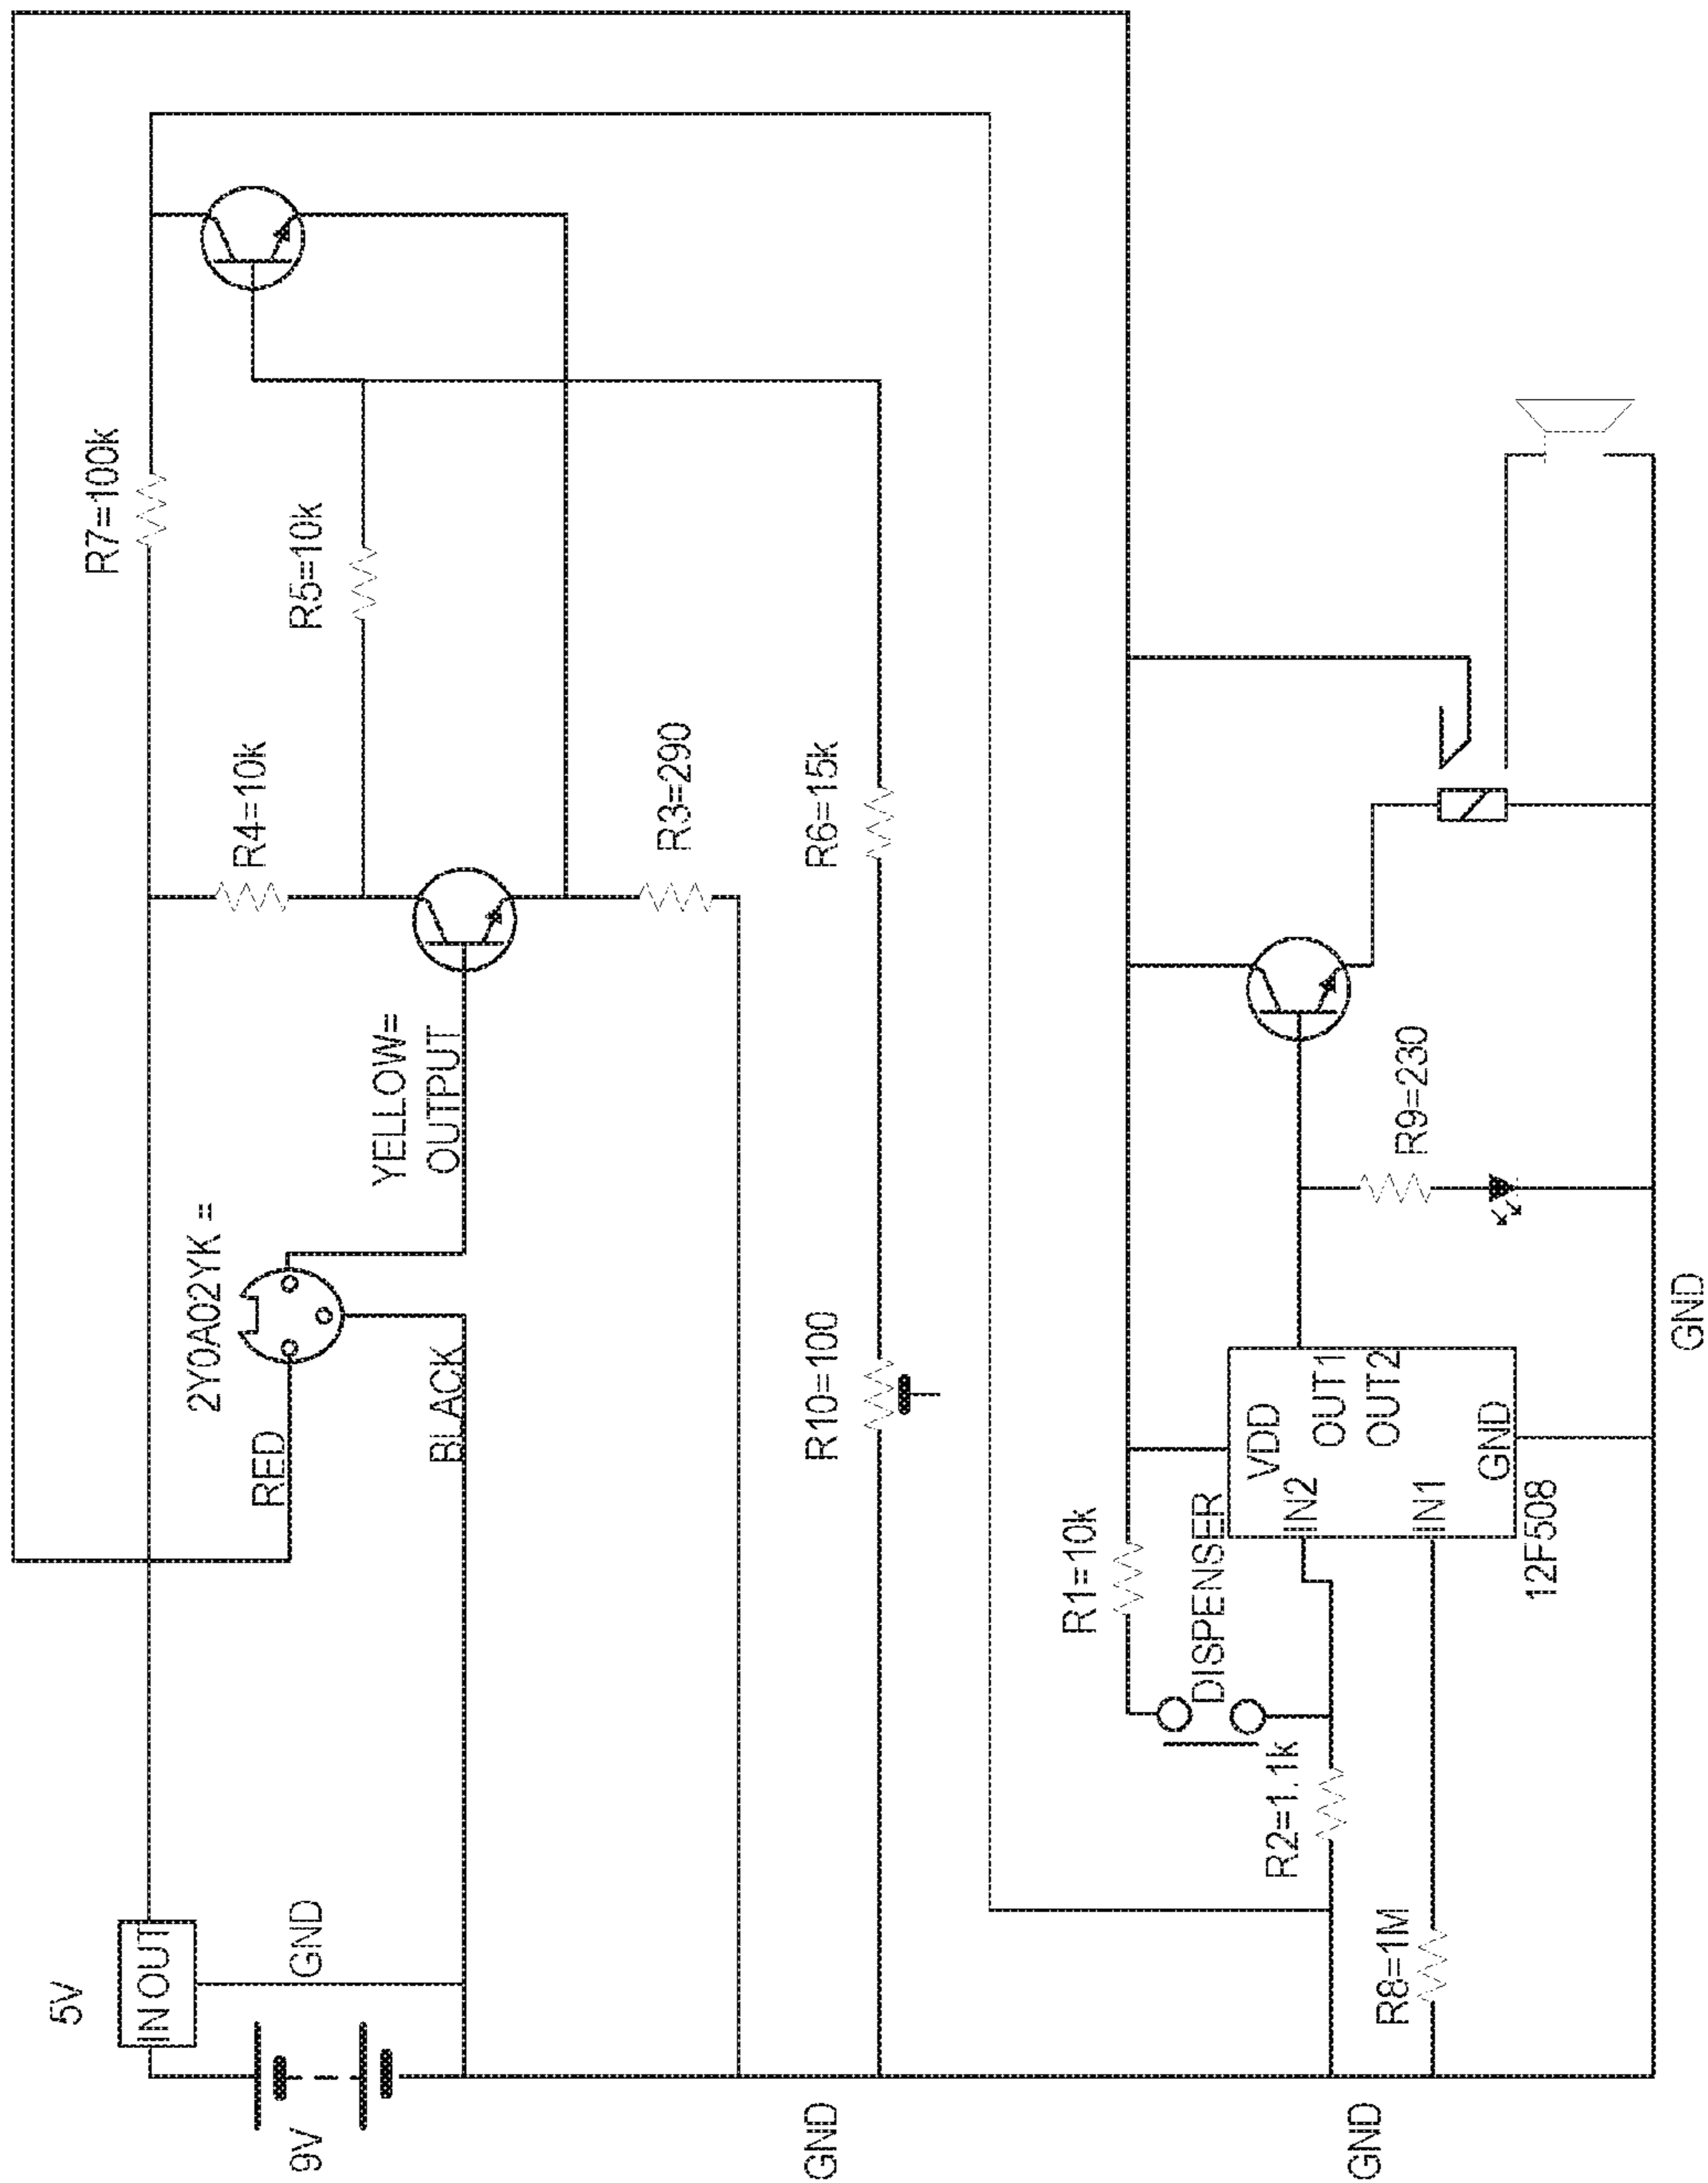 5V
IN OUT
9V
GND
RED
BLACK
2Y0A02YK =
YELLOW=
OUTPUT
R4=10k
R7=100k
R5=10k
R3=290
R6=15k
R10=100
GND
R1=10k
DISPENSER
R2=1.1k
R8=1M
VDD
IN2
OUT1
OUT2
IN1
GND
12F508
R9=230
GND
GND